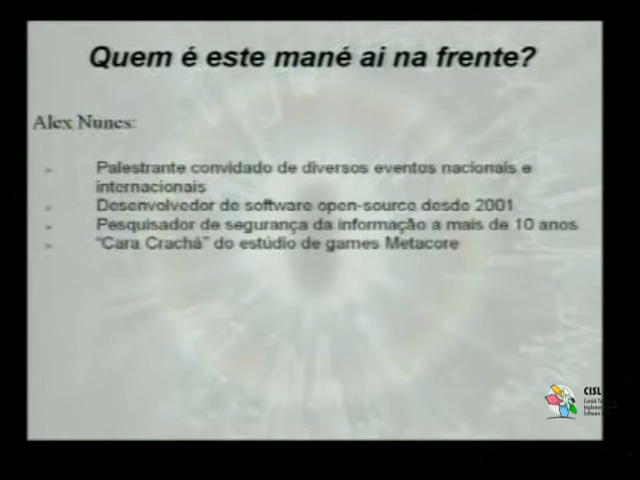 Quem é este mané ai na frente?
Alex Nunes:
Palestrante convidado de diversos eventos nacionais e
internacionais
Desenvolvedor de software open-source desde 2001
Pesquisador de segurança da informação a mais de 10 anos
“Cara Crachá” do estúdio de games Metacore
CISL
Comitê
Software